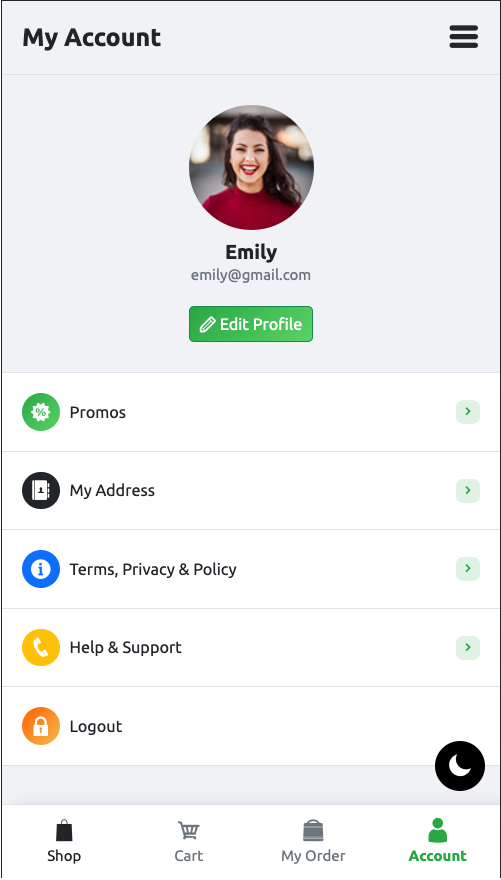 My Account
Emily
emily@gmail.com
Edit Profile
Promos
My Address
Terms, Privacy & Policy
Help & Support
Logout
Shop
Cart
My Order
Account